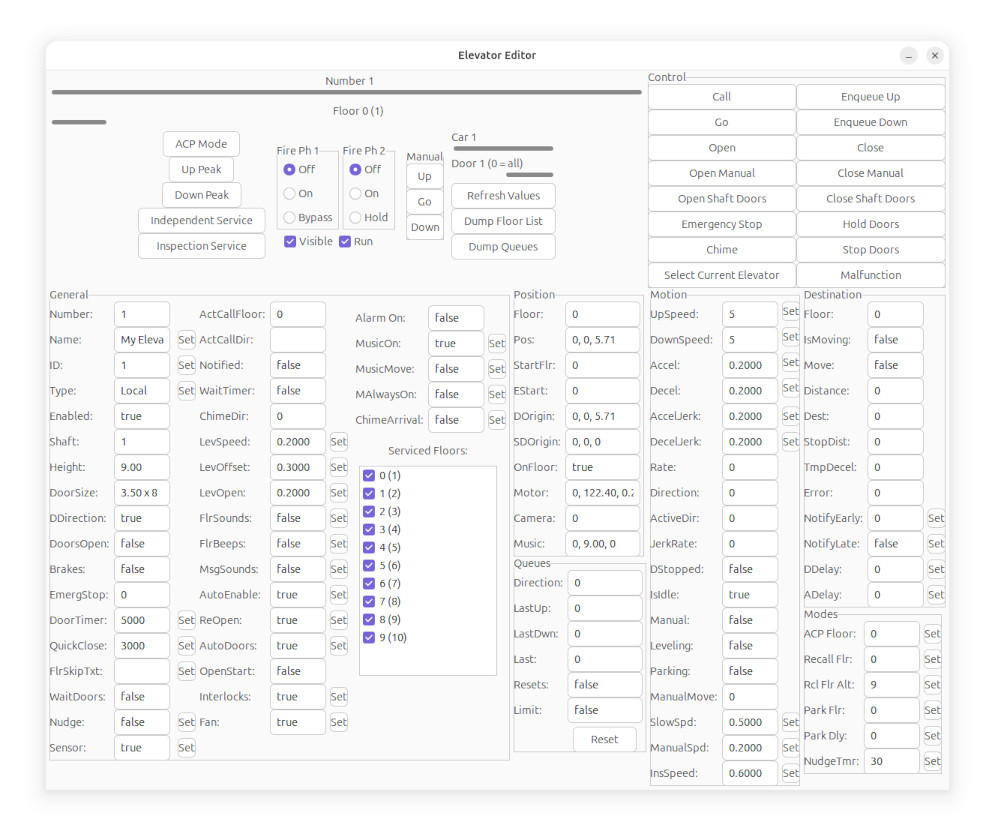 Elevator Editor
Number 1
Floor 0 (1)
ACP Mode
Up Peak
Down Peak
Independent Service
Inspection Service
Fire Ph 1
Off
On
Bypass
Fire Ph 2
Off
On
Hold
Visible
Run
Manual
Up
Go
Down
Car 1
Door 1 (0 = all)
Refresh Values
Dump Floor List
Dump Queues
Control
Call Enqueue Up
Go Enqueue Down
Open Close
Open Manual Close Manual
Open Shaft Doors Close Shaft Doors
Emergency Stop Hold Doors
Chime Stop Doors
Select Current Elevator Malfunction
General
Number: 1
Name: My Eleva Set
ID: 1 Set
Type: Local Set
Enabled: true
Shaft: 1
Height: 9.00
DoorSize: 3.50 x 8
DDirection: true
DoorsOpen: false
Brakes: false
EmergStop: 0
DoorTimer: 5000 Set
QuickClose: 3000 Set
FlrSkipTxt: Set
WaitDoors: false
Nudge: false Set
Sensor: true Set
ActCallFloor: 0
ActCallDir:
Notified: false
WaitTimer: false
ChimeDir: 0
LevSpeed: 0.2000 Set
LevOffset: 0.3000 Set
LevOpen: 0.2000 Set
FlrSounds: false Set
FlrBeeps: false Set
MsgSounds: false Set
AutoEnable: true Set
ReOpen: true Set
AutoDoors: true Set
OpenStart: false
Interlocks: true Set
Fan: true Set
Alarm On: false
MusicOn: true Set
MusicMove: false Set
MAlwaysOn: false Set
ChimeArrival: false Set
Serviced Floors:
0 (1)
1 (2)
2 (3)
3 (4)
4 (5)
5 (6)
6 (7)
7 (8)
8 (9)
9 (10)
Position
Floor: 0
Pos: 0, 0, 5.71
StartFlr: 0
EStart: 0
DOrigin: 0, 0, 5.71
SDOrigin: 0, 0, 0
OnFloor: true
Motor: 0, 122.40, 0.2
Camera: 0
Music: 0, 9.00, 0
Queues
Direction: 0
LastUp: 0
LastDwn: 0
Last: 0
Resets: false
Limit: false
Reset
Motion
UpSpeed: 5 Set
DownSpeed: 5 Set
Accel: 0.2000 Set
Decel: 0.2000 Set
AccelJerk: 0.2000 Set
DecelJerk: 0.2000 Set
Rate: 0
Direction: 0
ActiveDir: 0
JerkRate: 0
DStopped: false
IsIdle: true
Manual: false
Leveling: false
Parking: false
ManualMove: 0
SlowSpd: 0.5000 Set
ManualSpd: 0.2000 Set
InsSpeed: 0.6000 Set
Destination
Floor: 0
IsMoving: false
Move: false
Distance: 0
Dest: 0
StopDist: 0
TmpDecel: 0
Error: 0
NotifyEarly: 0 Set
NotifyLate: false Set
DDelay: 0 Set
ADelay: 0 Set
Modes
ACP Floor: 0 Set
Recall Flr: 0 Set
Rcl Flr Alt: 9 Set
Park Flr: 0 Set
Park Dly: 0 Set
NudgeTmr: 30 Set